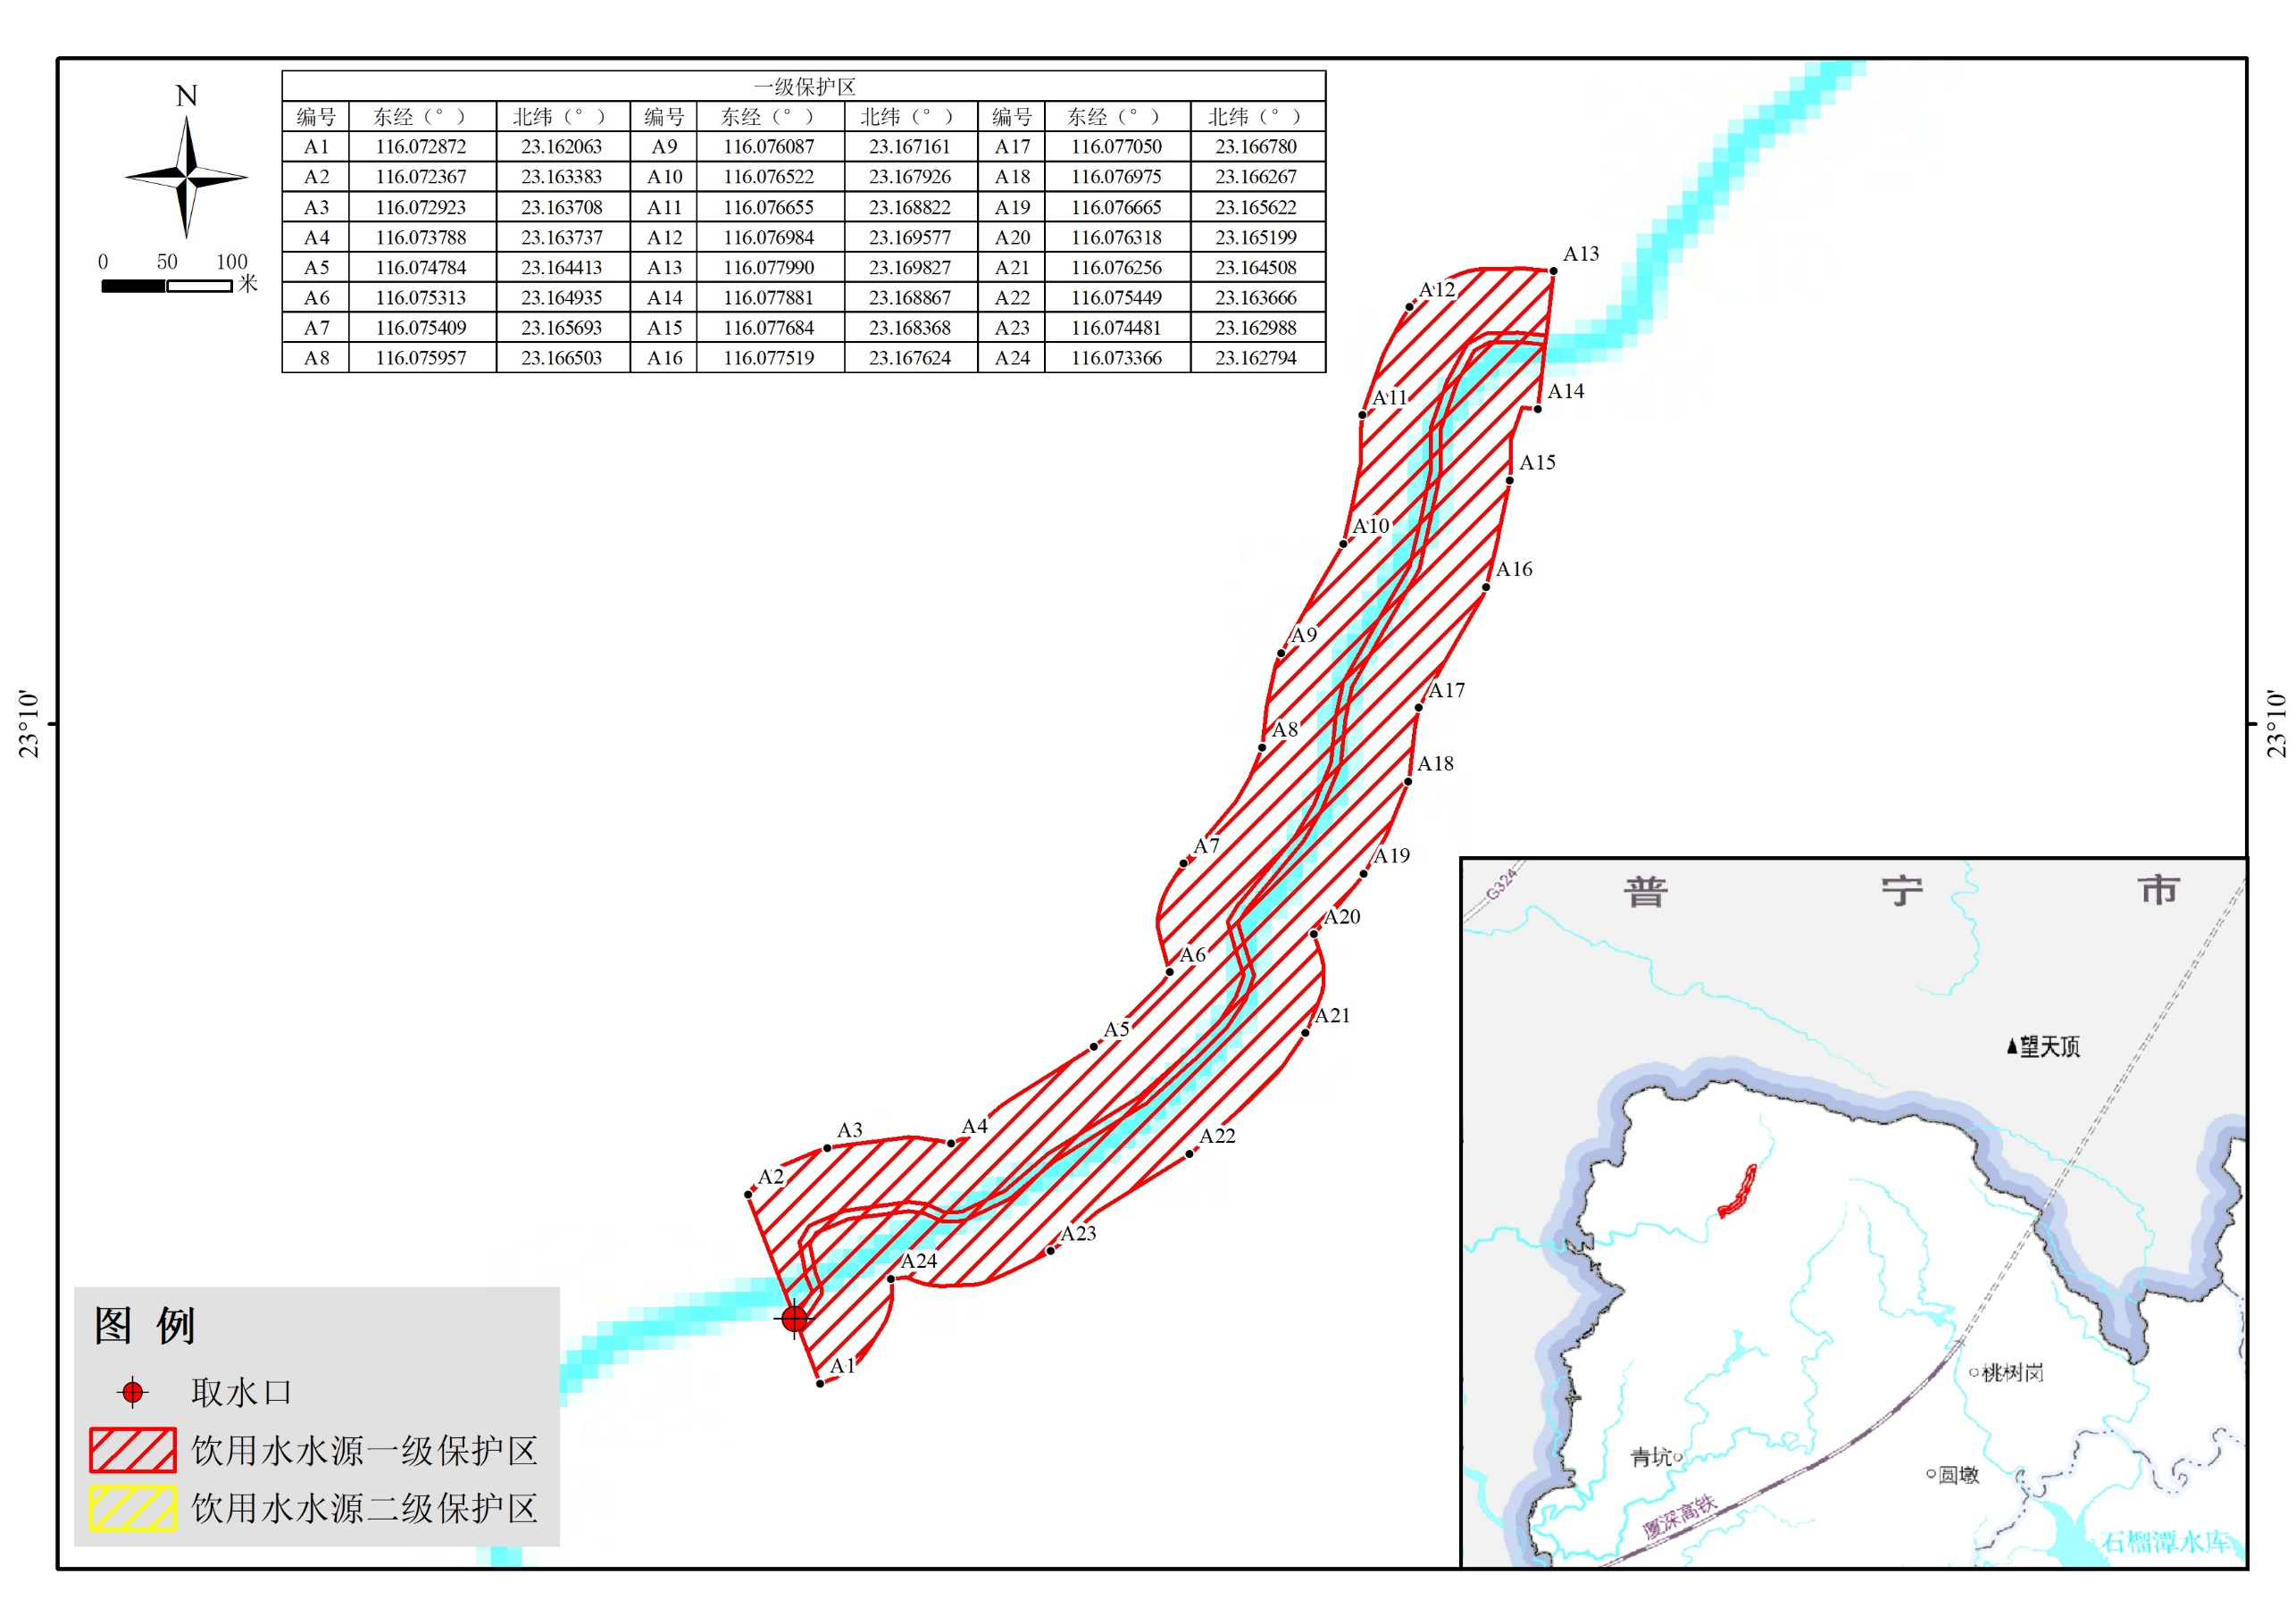 N
0 50 100
米
一级保护区
编号 东经（°） 北纬（°） 编号 东经（°） 北纬（°） 编号 东经（°） 北纬（°）
A1 116.072872 23.162063 A9 116.076087 23.167161 A17 116.077050 23.166780
A2 116.072367 23.163383 A10 116.076522 23.167926 A18 116.076975 23.166267
A3 116.072923 23.163708 A11 116.076655 23.168822 A19 116.076665 23.165622
A4 116.073788 23.163737 A12 116.076984 23.169577 A20 116.076318 23.165199
A5 116.074784 23.164413 A13 116.077990 23.169827 A21 116.076256 23.164508
A6 116.075313 23.164935 A14 116.077881 23.168867 A22 116.075449 23.163666
A7 116.075409 23.165693 A15 116.077684 23.168368 A23 116.074481 23.162988
A8 116.075957 23.166503 A16 116.077519 23.167624 A24 116.073366 23.162794
A13
A12
A14
A11
A15
A10
A16
A9
A17
A8
A18
A7
A19
A20
A6
A21
A5
A4
A3
A22
A2
A23
A24
A1
23°10'
23°10'
图 例
取水口
饮用水水源一级保护区
饮用水水源二级保护区
G324
普 宁 市
望天顶
桃树岗
青坑
圆墩
厦深高铁
石榴潭水库